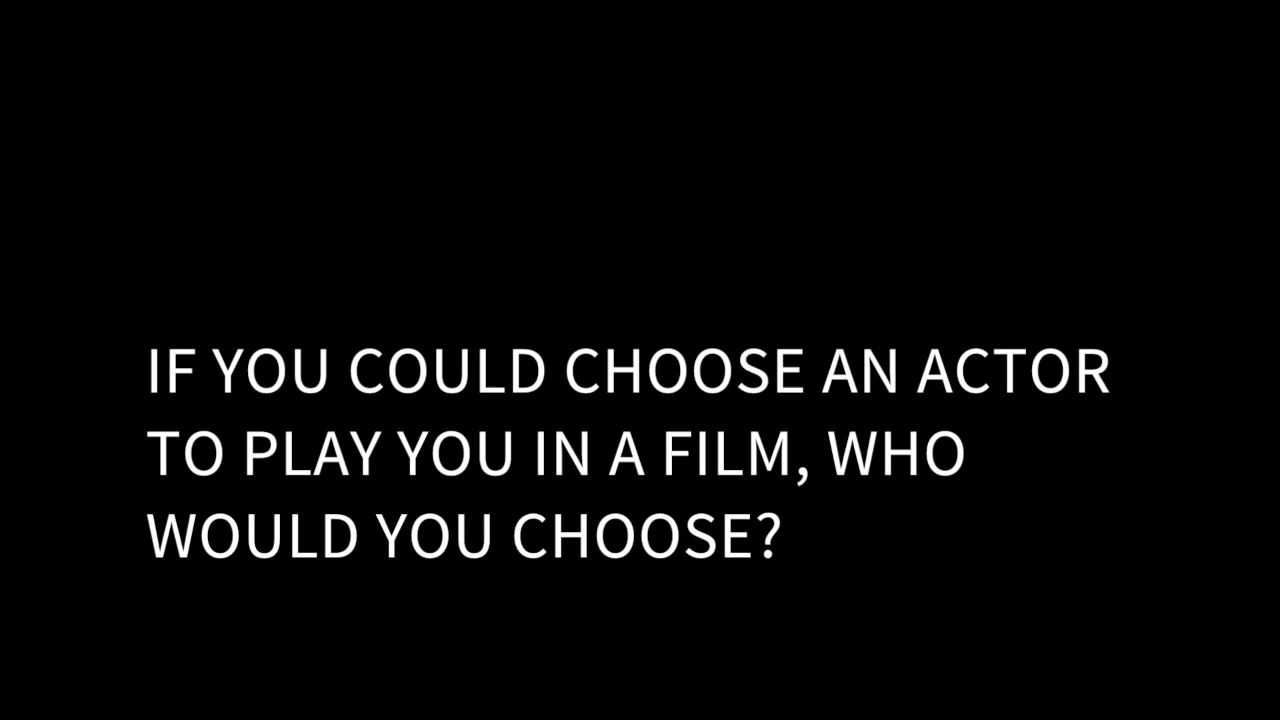 IF YOU COULD CHOOSE AN ACTOR
TO PLAY YOU IN A FILM, WHO
WOULD YOU CHOOSE?